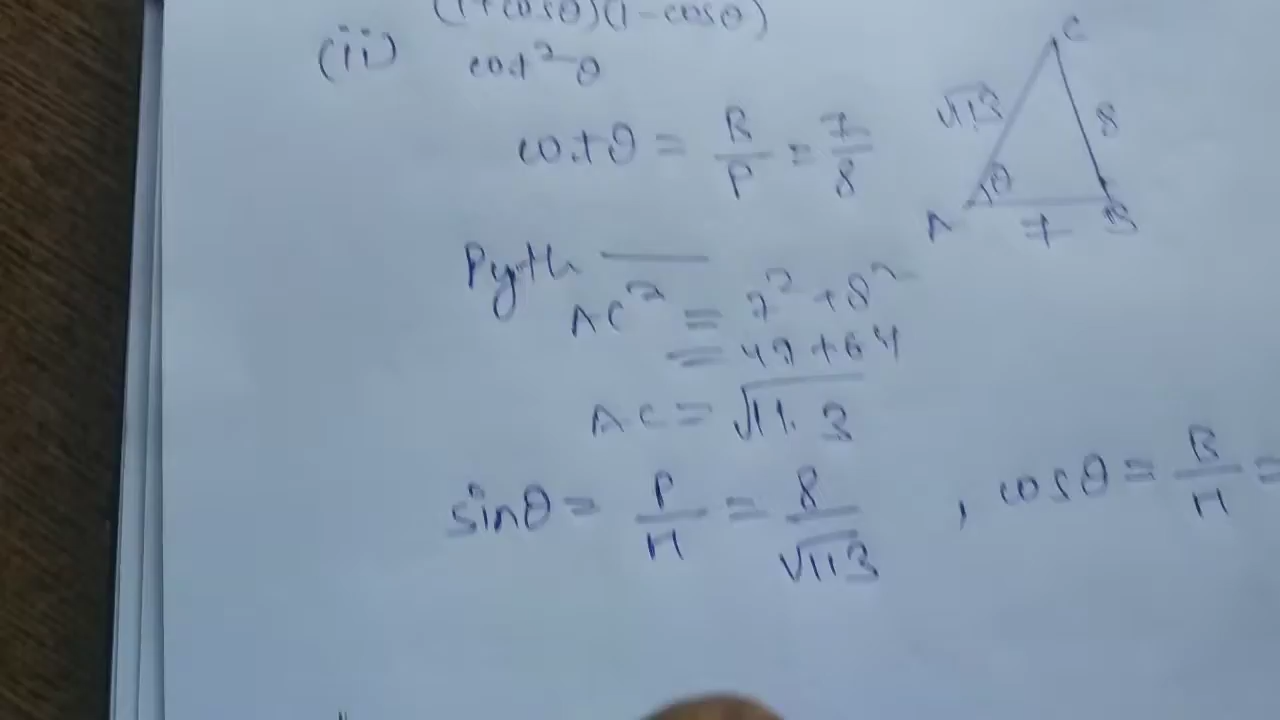 (1+cosθ)(1-cosθ)
(ii) cot²θ
cotθ = B/P = 7/8
C
√113
8
θ
A 7 B
Pyth
AC² = 7² + 8²
= 49 + 64
AC = √113
sinθ = P/H = 8/√113 , cosθ = B/H =